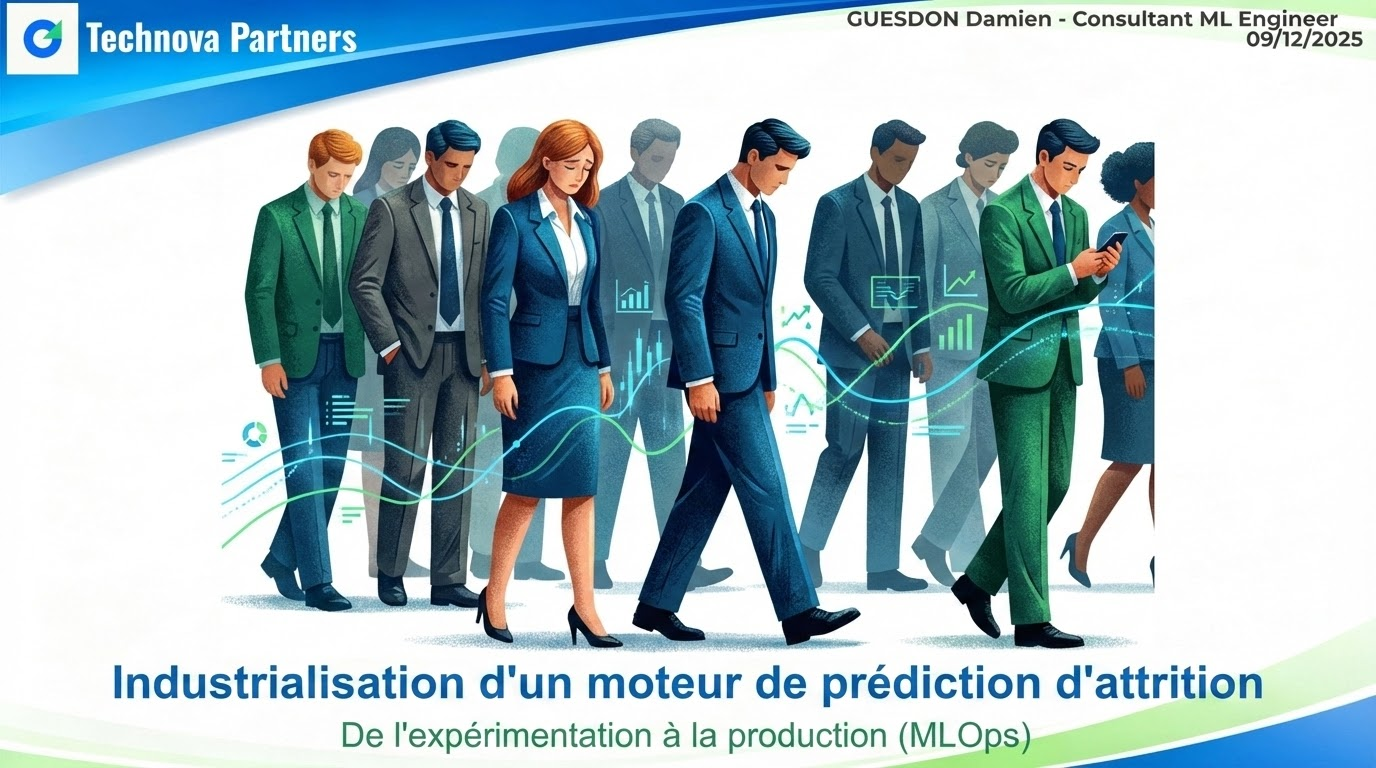 Technova Partners
GUESDON Damien - Consultant ML Engineer
09/12/2025
Industrialisation d'un moteur de prédiction d'attrition
De l'expérimentation à la production (MLOps)